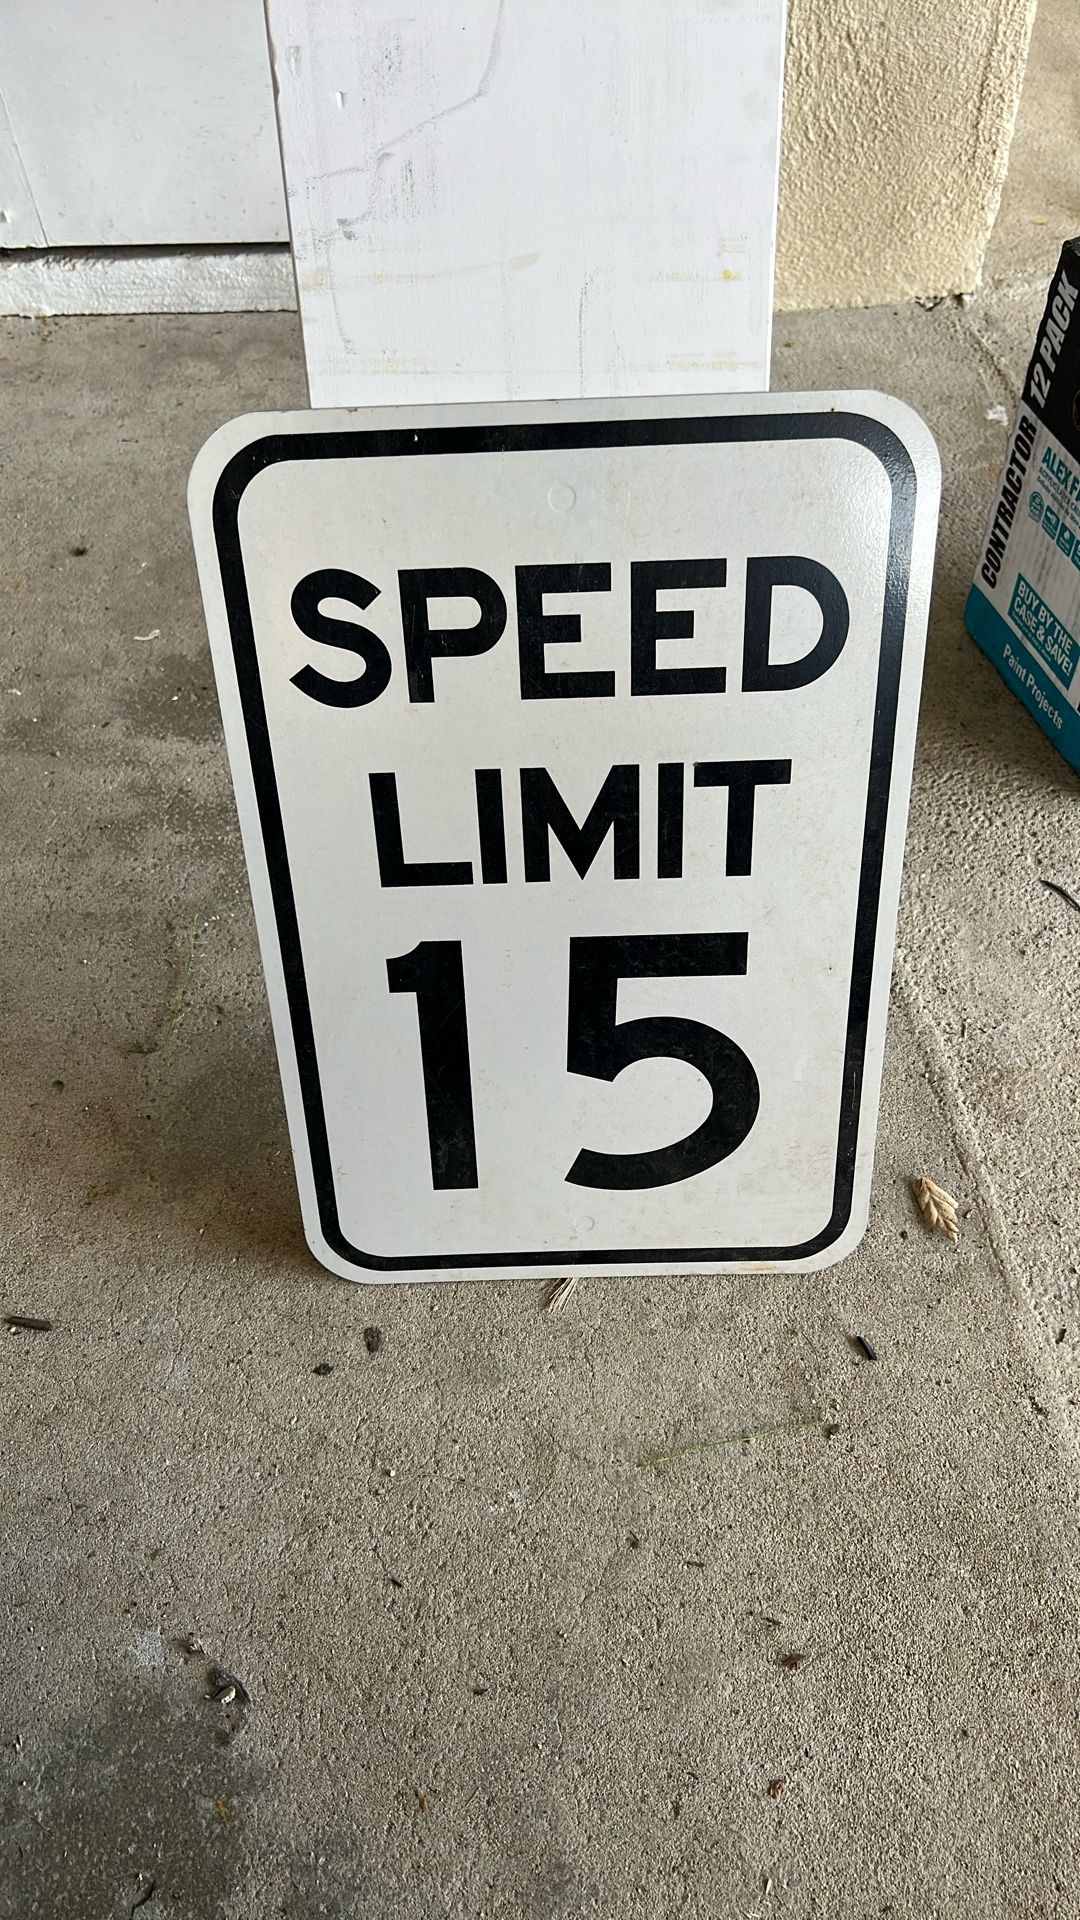 SPEED
LIMIT
15
CONTRACTOR 12 PACK
BUY BY THE
CASE & SAVE!
Paint Projects